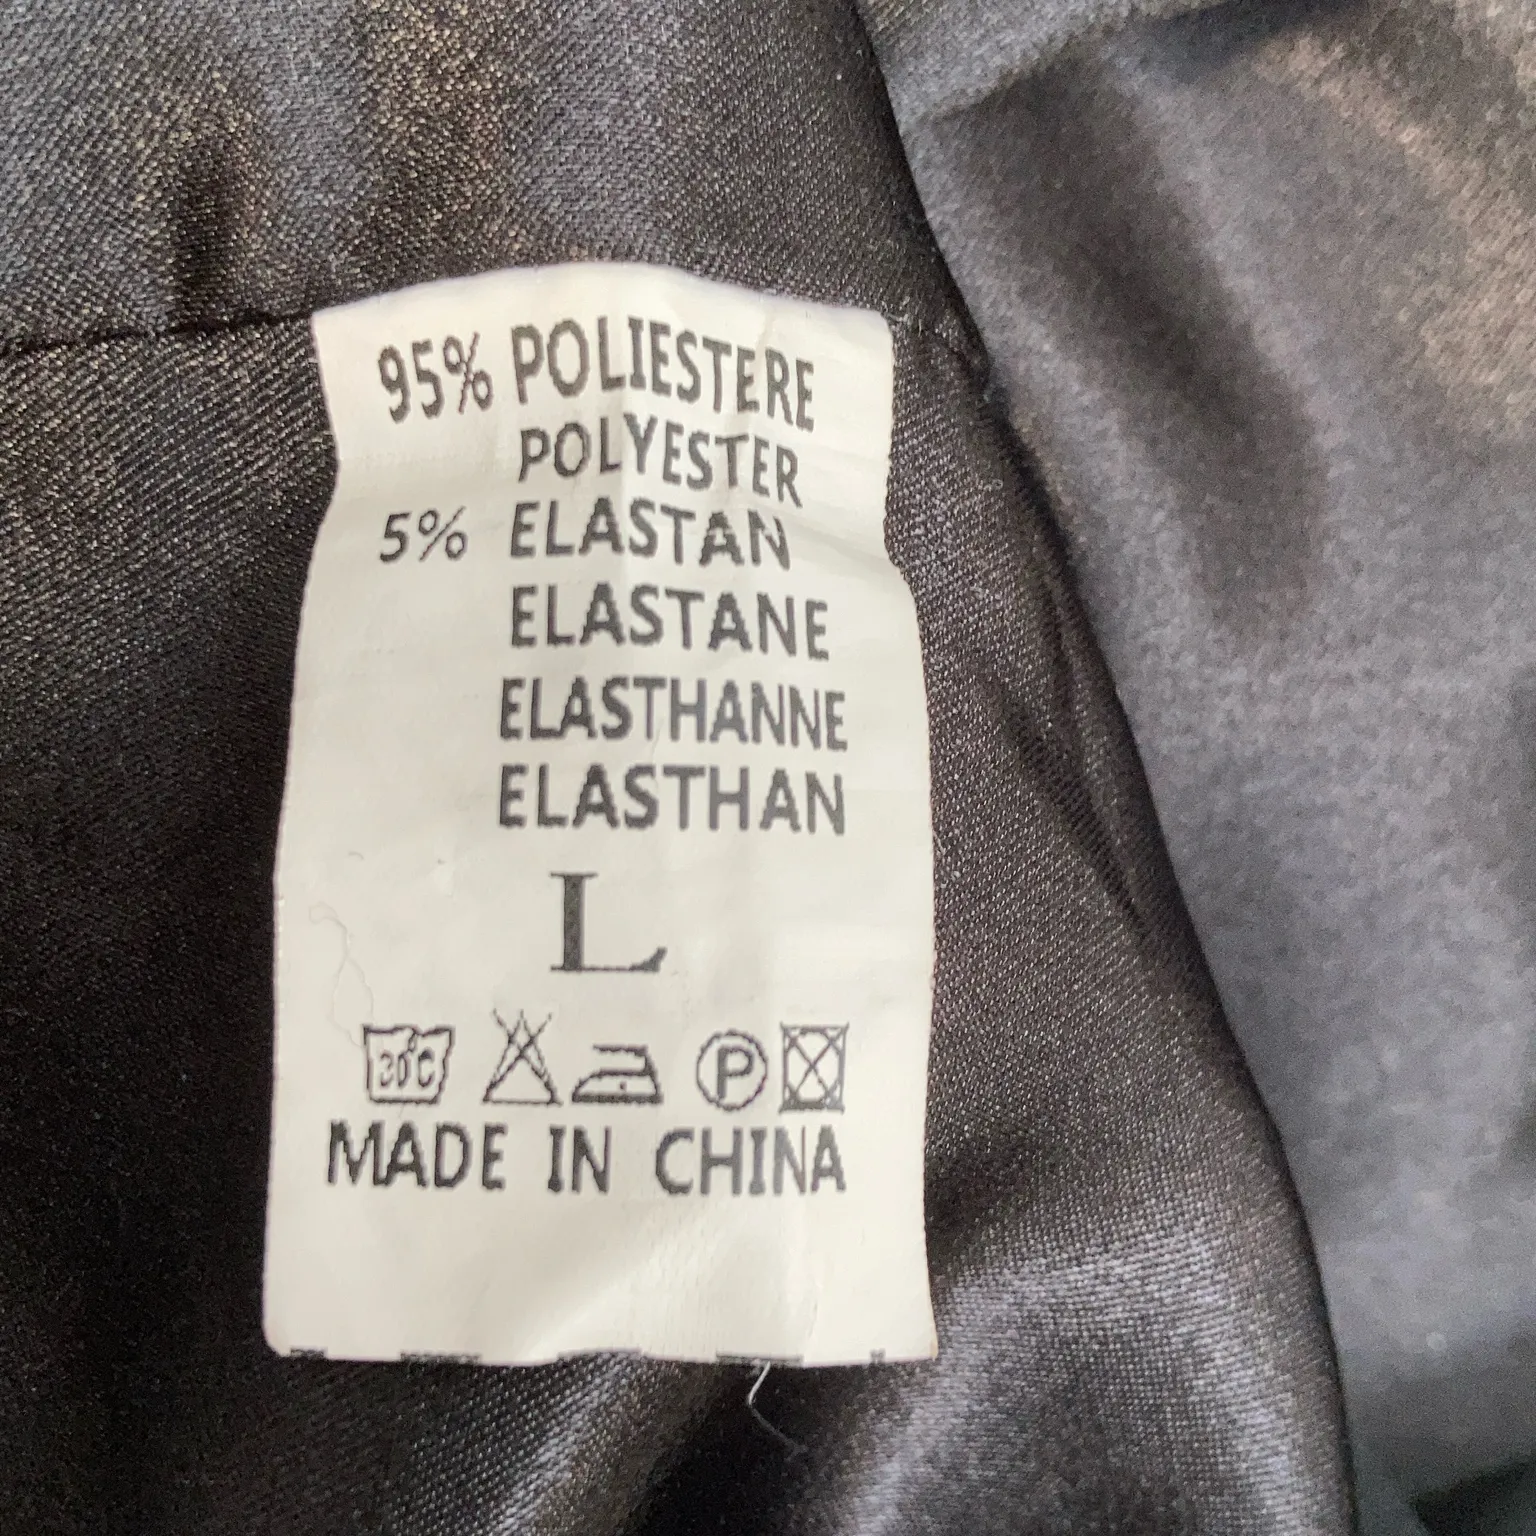 95% POLIESTERE
POLYESTER
5% ELASTAN
ELASTANE
ELASTHANNE
ELASTHAN
L
30°C P
MADE IN CHINA